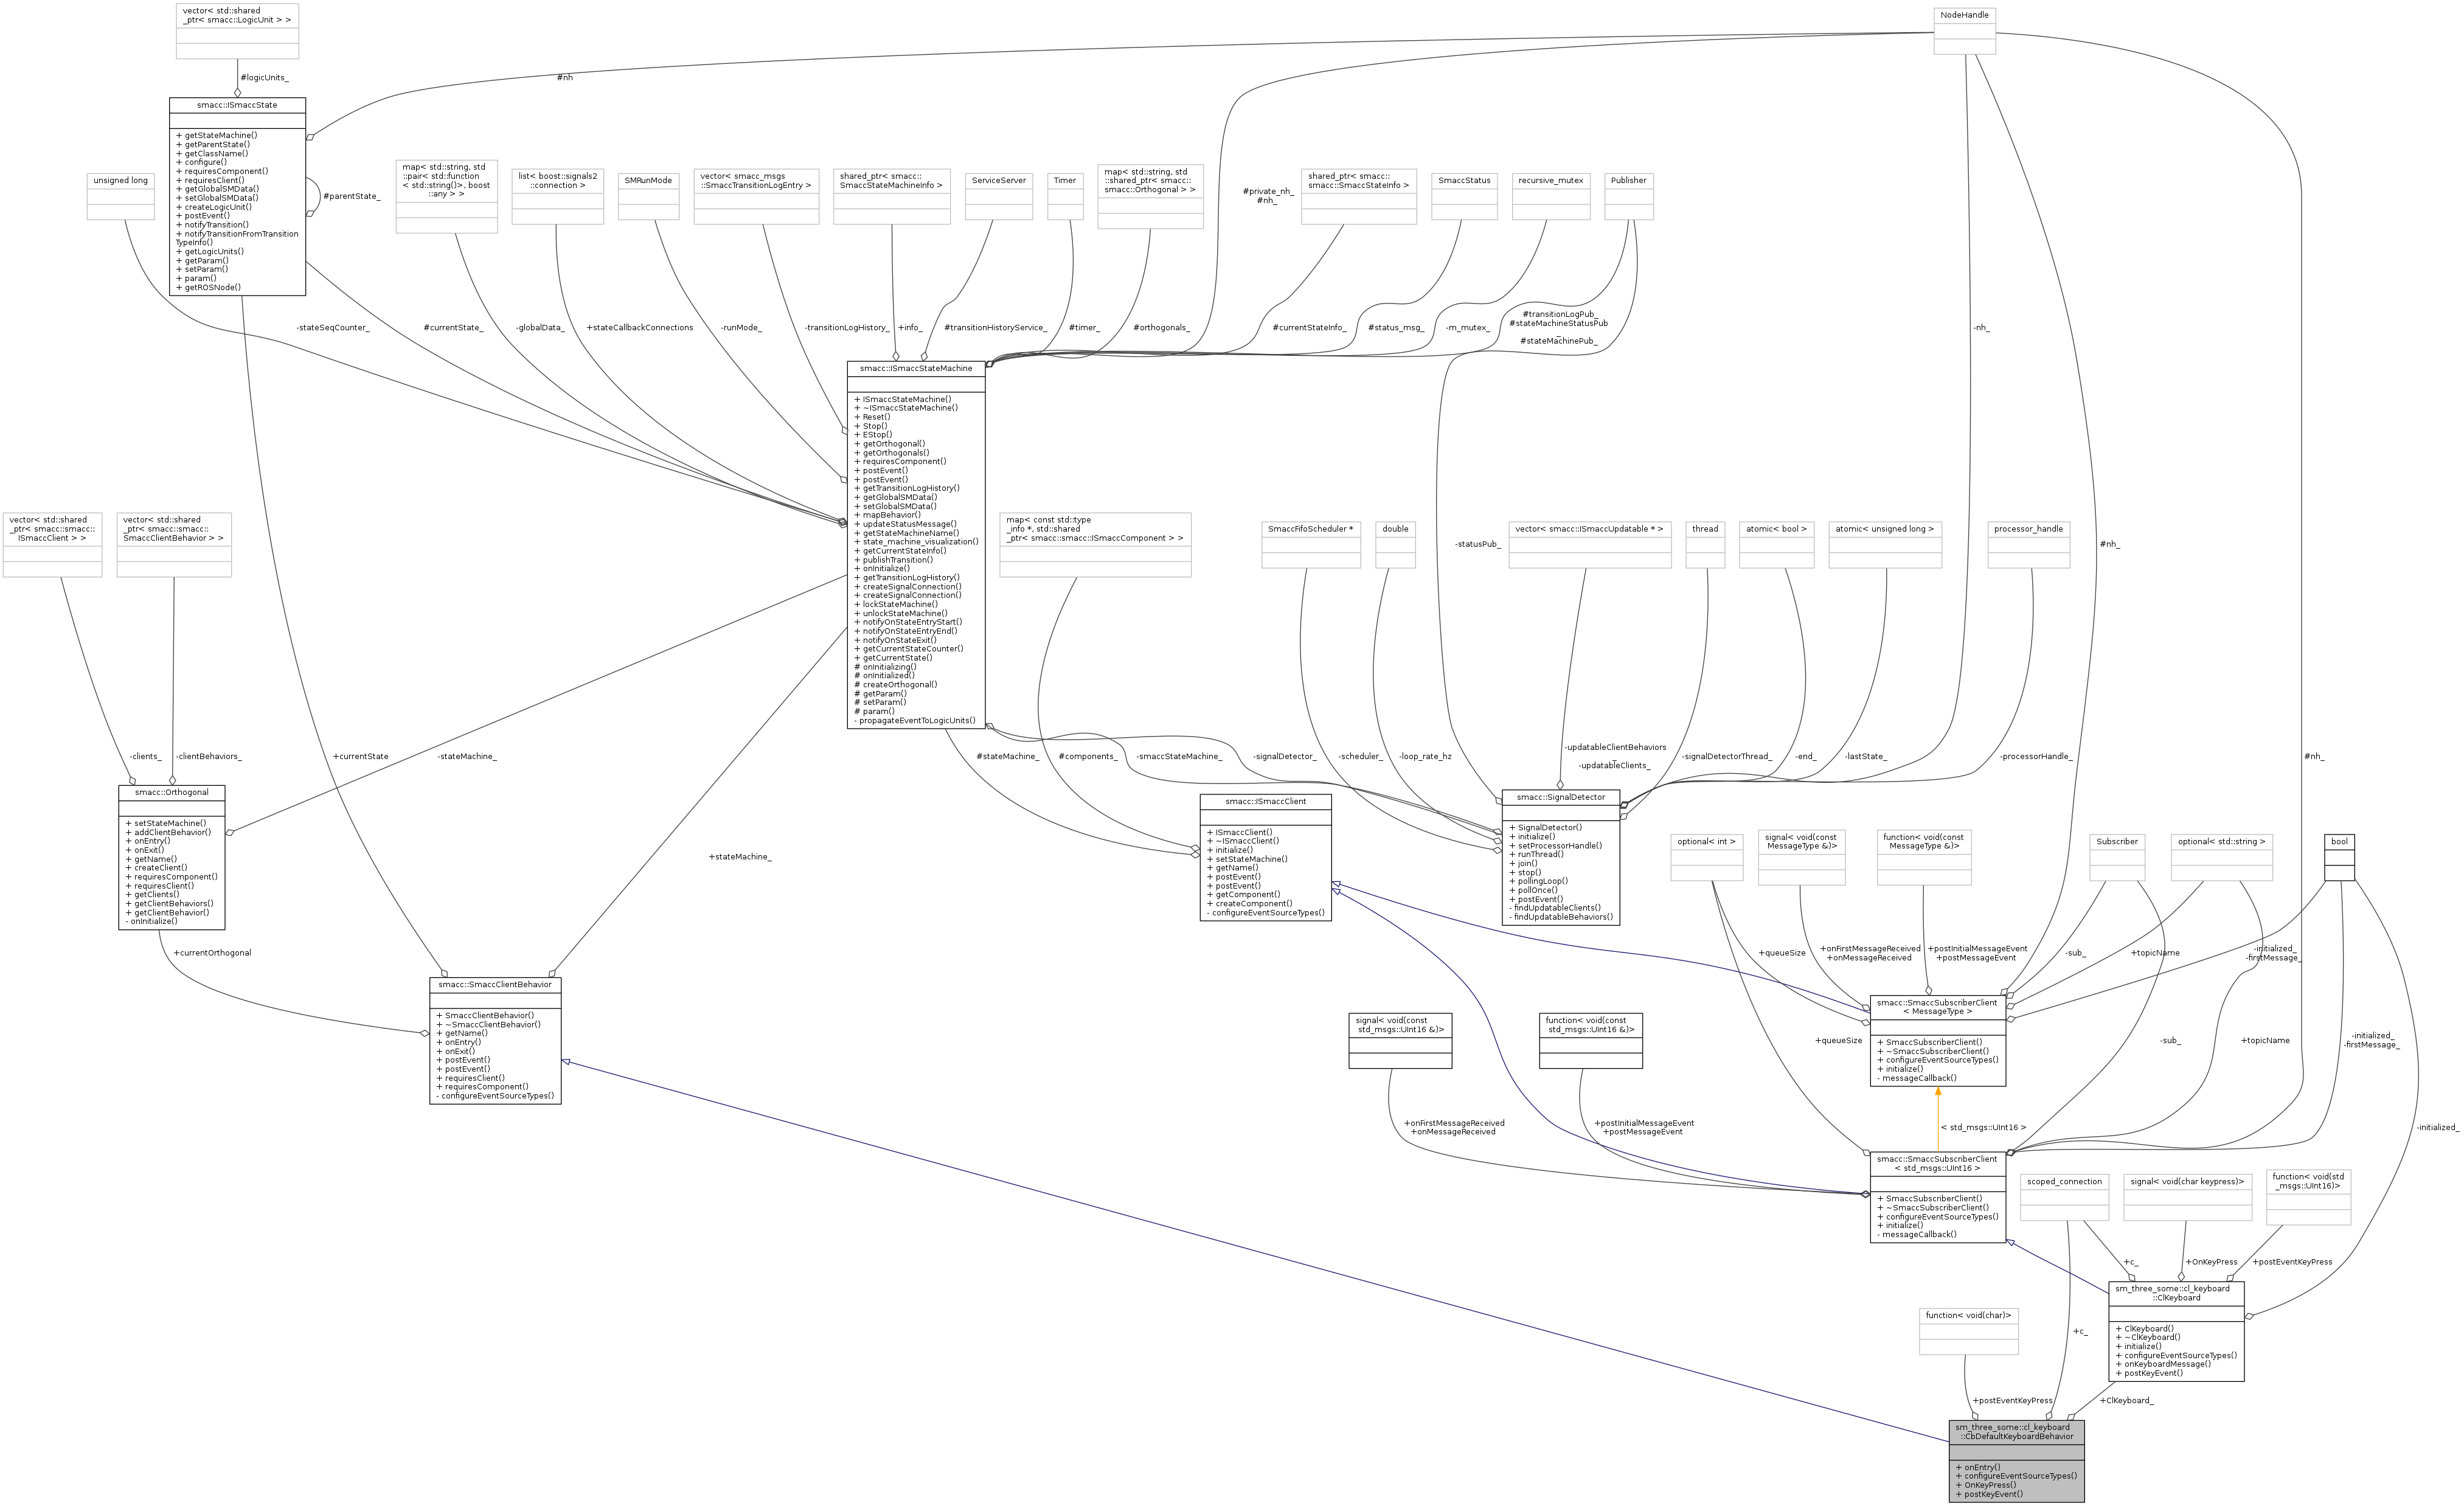 vector< std::shared
_ptr< smacc::LogicUnit > >
NodeHandle
#logicUnits_
#nh
smacc::ISmaccState
+ getStateMachine()
+ getParentState()
+ getClassName()
+ configure()
+ requiresComponent()
+ requiresClient()
+ getGlobalSMData()
+ setGlobalSMData()
+ createLogicUnit()
+ postEvent()
+ notifyTransition()
+ notifyTransitionFromTransition
TypeInfo()
+ getLogicUnits()
+ getParam()
+ setParam()
+ param()
+ getROSNode()
#parentState_
unsigned long
map< std::string, std
::pair< std::function
< std::string()>, boost
::any > >
list< boost::signals2
::connection >
SMRunMode
vector< smacc_msgs
::SmaccTransitionLogEntry >
shared_ptr< smacc::
SmaccStateMachineInfo >
ServiceServer
Timer
map< std::string, std
::shared_ptr< smacc::
smacc::Orthogonal > >
#private_nh_
#nh_
shared_ptr< smacc::
smacc::SmaccStateInfo >
SmaccStatus
recursive_mutex
Publisher
-stateSeqCounter_
#currentState_
-globalData_
+stateCallbackConnections
-runMode_
-transitionLogHistory_
+info_
#transitionHistoryService_
#timer_
#orthogonals_
#currentStateInfo_
#status_msg_
-m_mutex_
#transitionLogPub_
#stateMachineStatusPub
_
#stateMachinePub_
-nh_
smacc::ISmaccStateMachine
+ ISmaccStateMachine()
+ ~ISmaccStateMachine()
+ Reset()
+ Stop()
+ EStop()
+ getOrthogonal()
+ getOrthogonals()
+ requiresComponent()
+ postEvent()
+ postEvent()
+ getTransitionLogHistory()
+ getGlobalSMData()
+ setGlobalSMData()
+ mapBehavior()
+ updateStatusMessage()
+ getStateMachineName()
+ state_machine_visualization()
+ getCurrentStateInfo()
+ publishTransition()
+ onInitialize()
+ getTransitionLogHistory()
+ createSignalConnection()
+ createSignalConnection()
+ lockStateMachine()
+ unlockStateMachine()
+ notifyOnStateEntryStart()
+ notifyOnStateEntryEnd()
+ notifyOnStateExit()
+ getCurrentStateCounter()
+ getCurrentState()
# onInitializing()
# onInitialized()
# createOrthogonal()
# getParam()
# setParam()
# param()
- propagateEventToLogicUnits()
vector< std::shared
_ptr< smacc::smacc::
ISmaccClient > >
vector< std::shared
_ptr< smacc::smacc::
SmaccClientBehavior > >
map< const std::type
_info *, std::shared
_ptr< smacc::smacc::ISmaccComponent > >
SmaccFifoScheduler *
double
-statusPub_
vector< smacc::ISmaccUpdatable * >
thread
atomic< bool >
atomic< unsigned long >
processor_handle
#nh_
-clients_
-clientBehaviors_
+currentState
-stateMachine_
#stateMachine_
#components_
-smaccStateMachine_
-signalDetector_
-scheduler_
-loop_rate_hz
-updatableClientBehaviors
_
-updatableClients_
-signalDetectorThread_
-end_
-lastState_
-processorHandle_
#nh_
smacc::Orthogonal
+ setStateMachine()
+ addClientBehavior()
+ onEntry()
+ onExit()
+ getName()
+ createClient()
+ requiresComponent()
+ requiresClient()
+ getClients()
+ getClientBehaviors()
+ getClientBehavior()
- onInitialize()
+stateMachine_
smacc::ISmaccClient
+ ISmaccClient()
+ ~ISmaccClient()
+ initialize()
+ setStateMachine()
+ getName()
+ postEvent()
+ postEvent()
+ getComponent()
+ createComponent()
- configureEventSourceTypes()
smacc::SignalDetector
+ SignalDetector()
+ initialize()
+ setProcessorHandle()
+ runThread()
+ join()
+ stop()
+ pollingLoop()
+ pollOnce()
+ postEvent()
- findUpdatableClients()
- findUpdatableBehaviors()
optional< int >
signal< void(const
MessageType &)>
function< void(const
MessageType &)>
Subscriber
optional< std::string >
bool
+currentOrthogonal
+queueSize
+onFirstMessageReceived
+onMessageReceived
+postInitialMessageEvent
+postMessageEvent
-sub_
+topicName
-initialized_
-firstMessage_
smacc::SmaccClientBehavior
+ SmaccClientBehavior()
+ ~SmaccClientBehavior()
+ getName()
+ onEntry()
+ onExit()
+ postEvent()
+ postEvent()
+ requiresClient()
+ requiresComponent()
- configureEventSourceTypes()
signal< void(const
std_msgs::UInt16 &)>
function< void(const
std_msgs::UInt16 &)>
smacc::SmaccSubscriberClient
< MessageType >
+ SmaccSubscriberClient()
+ ~SmaccSubscriberClient()
+ configureEventSourceTypes()
+ initialize()
- messageCallback()
+queueSize
-sub_
+topicName
-initialized_
-firstMessage_
+onFirstMessageReceived
+onMessageReceived
+postInitialMessageEvent
+postMessageEvent
< std_msgs::UInt16 >
-initialized_
smacc::SmaccSubscriberClient
< std_msgs::UInt16 >
+ SmaccSubscriberClient()
+ ~SmaccSubscriberClient()
+ configureEventSourceTypes()
+ initialize()
- messageCallback()
scoped_connection
signal< void(char keypress)>
function< void(std
_msgs::UInt16)>
+c_
+OnKeyPress
+postEventKeyPress
sm_three_some::cl_keyboard
::ClKeyboard
+ ClKeyboard()
+ ~ClKeyboard()
+ initialize()
+ configureEventSourceTypes()
+ onKeyboardMessage()
+ postKeyEvent()
function< void(char)>
+c_
+postEventKeyPress
+ClKeyboard_
sm_three_some::cl_keyboard
::CbDefaultKeyboardBehavior
+ onEntry()
+ configureEventSourceTypes()
+ OnKeyPress()
+ postKeyEvent()